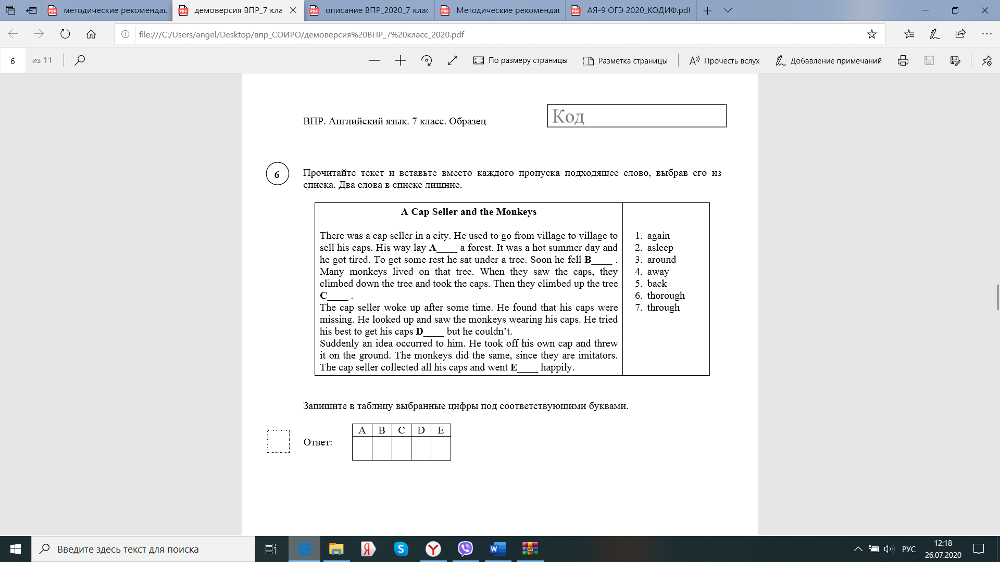 методические рекомендац
демоверсия ВПР_7 кла
описание ВПР_2020_7 клас
Методические рекомендац
АЯ-9 ОГЭ 2020_КОДИФ.pdf
file:///C:/Users/angel/Desktop/впр_СОИРО/демоверсия%20ВПР_7%20класс_2020.pdf
6 из 11
По размеру страницы
Разметка страницы
Прочесть вслух
Добавление примечаний
ВПР. Английский язык. 7 класс. Образец
Код
6
Прочитайте текст и вставьте вместо каждого пропуска подходящее слово, выбрав его из
списка. Два слова в списке лишние.
A Cap Seller and the Monkeys
There was a cap seller in a city. He used to go from village to village to
sell his caps. His way lay A____ a forest. It was a hot summer day and
he got tired. To get some rest he sat under a tree. Soon he fell B____ .
Many monkeys lived on that tree. When they saw the caps, they
climbed down the tree and took the caps. Then they climbed up the tree
C____ .
The cap seller woke up after some time. He found that his caps were
missing. He looked up and saw the monkeys wearing his caps. He tried
his best to get his caps D____ but he couldn’t.
Suddenly an idea occurred to him. He took off his own cap and threw
it on the ground. The monkeys did the same, since they are imitators.
The cap seller collected all his caps and went E____ happily.
1. again
2. asleep
3. around
4. away
5. back
6. thorough
7. through
Запишите в таблицу выбранные цифры под соответствующими буквами.
Ответ:
A B C D E
Введите здесь текст для поиска
РУС
12:18
26.07.2020